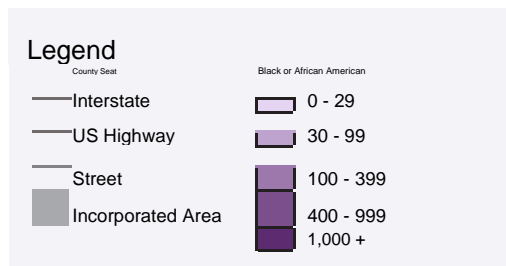 Legend
County Seat
Black or African American
Interstate
0 - 29
US Highway
30 - 99
Street
100 - 399
Incorporated Area
400 - 999
1,000 +